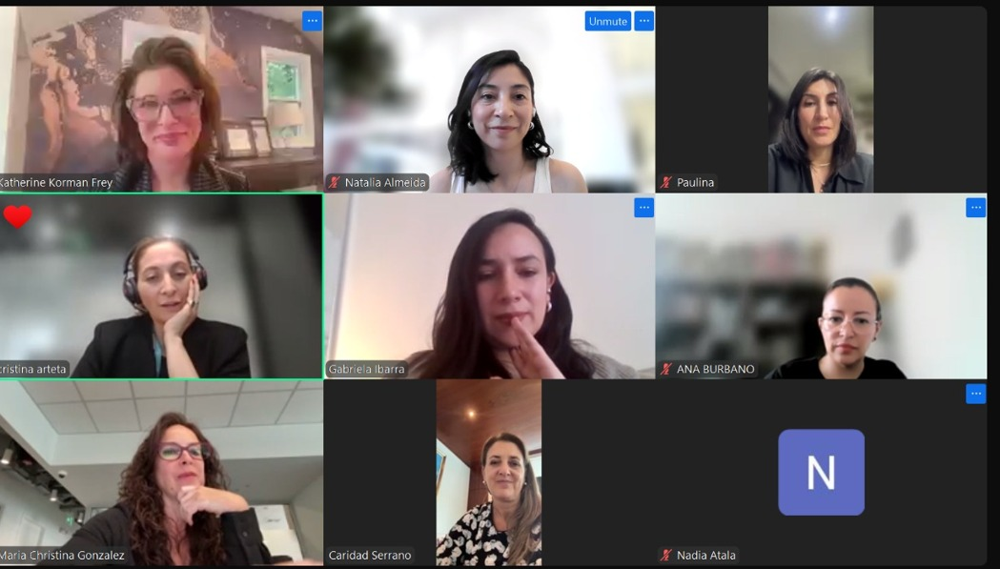 Unmute
Katherine Korman Frey
Natalia Almeida
Paulina
cristina arteta
Gabriela Ibarra
ANA BURBANO
Maria Christina Gonzalez
Caridad Serrano
N
Nadia Atala